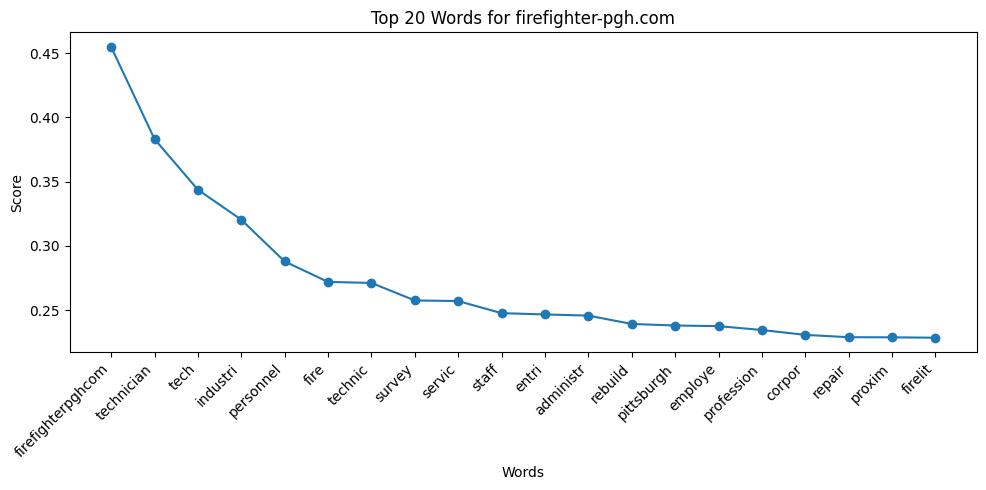 Top 20 Words for firefighter-pgh.com
Score
0.45
0.40
0.35
0.30
0.25
firefighterpghcom
technician
tech
industri
personnel
fire
technic
survey
servic
staff
entri
administr
rebuild
pittsburgh
employe
profession
corpor
repair
proxim
firelit
Words